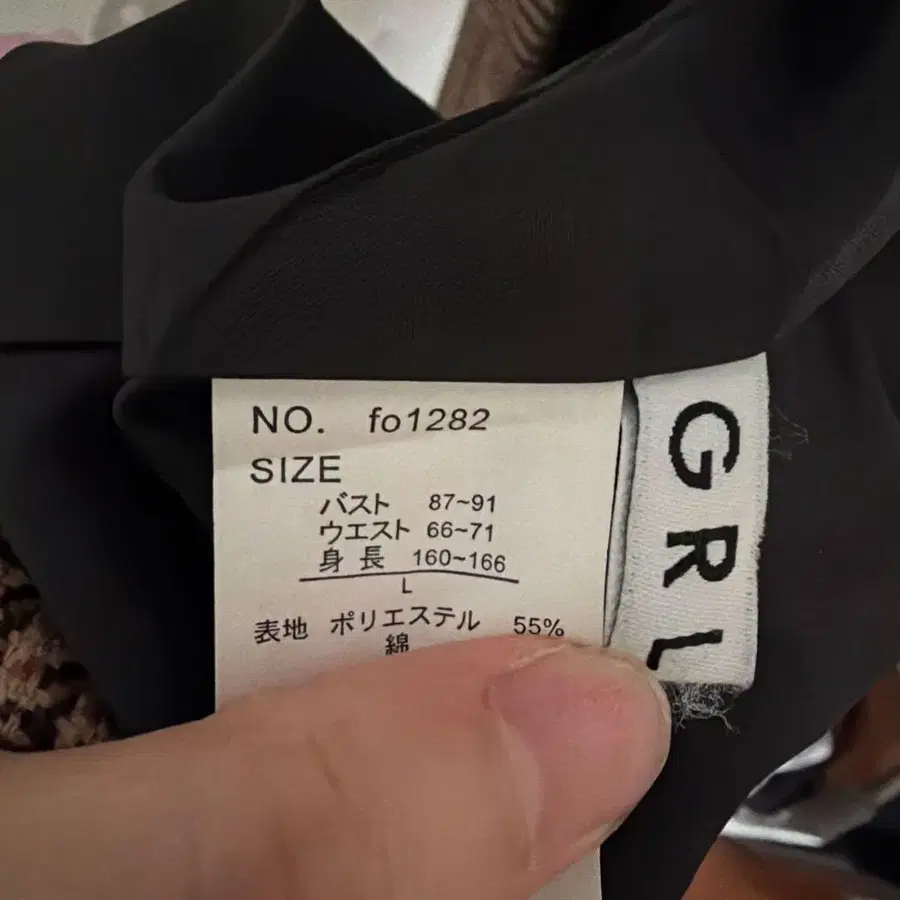 NO. fo1282
SIZE
バスト 87~91
ウエスト 66~71
身長 160~166
L
表地 ポリエステル 55%
綿
GRL